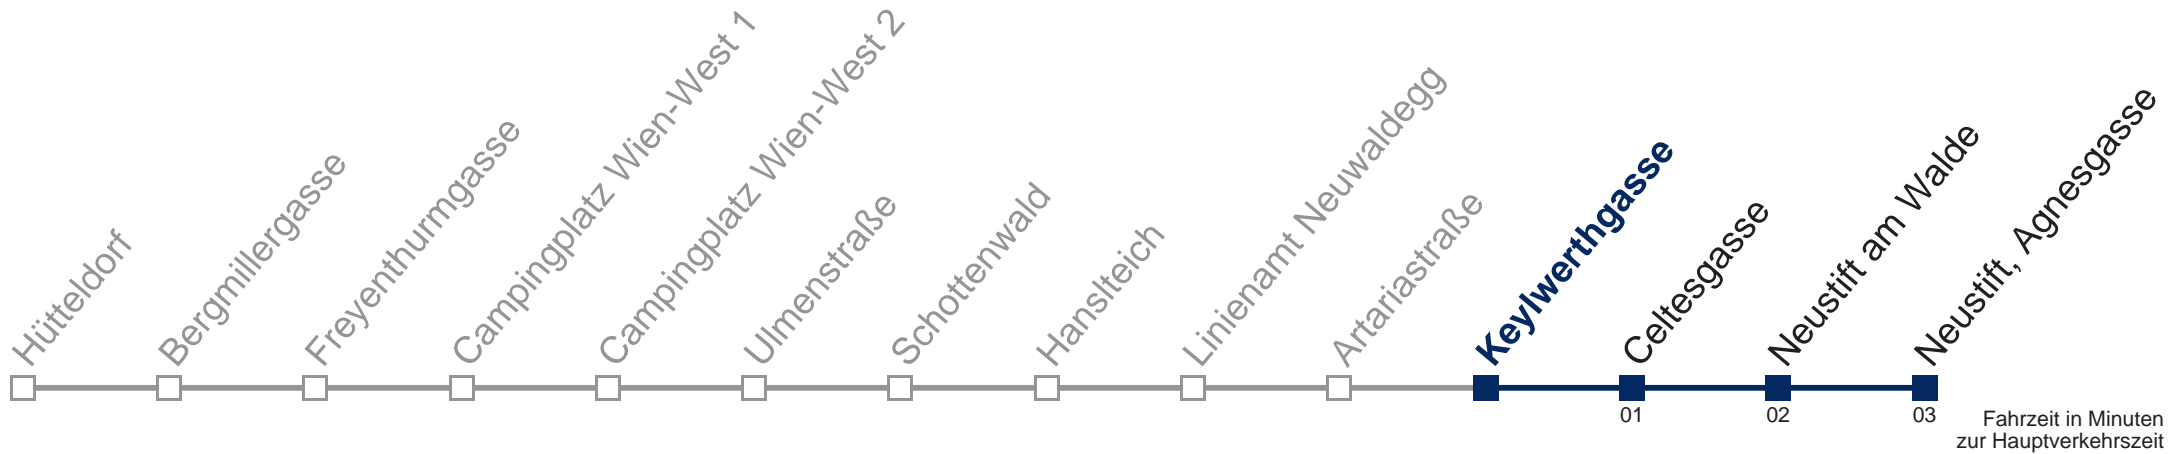 Hütteldorf
Bergmillergasse
Freyenthurmgasse
Campingplatz Wien-West 1
Campingplatz Wien-West 2
Ulmenstraße
Schottenwald
Hanslteich
Linienamt Neuwaldegg
Artariastraße
Keylwerthgasse
Celtesgasse
Neustift am Walde
Neustift, Agnesgasse
01
02
03
Fahrzeit in Minuten
zur Hauptverkehrszeit